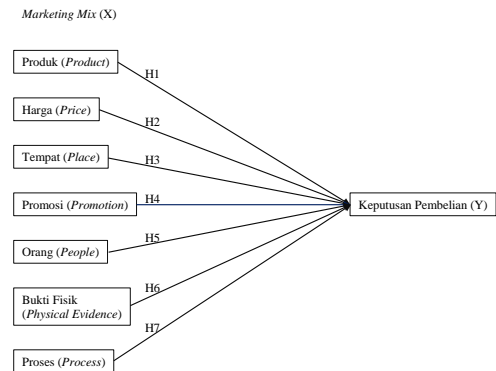 Marketing Mix (X)
Produk (Product)
H1
Harga (Price)
H2
Tempat (Place)
H3
Promosi (Promotion)
H4
Keputusan Pembelian (Y)
Orang (People)
H5
Bukti Fisik
(Physical Evidence)
H6
Proses (Process)
H7